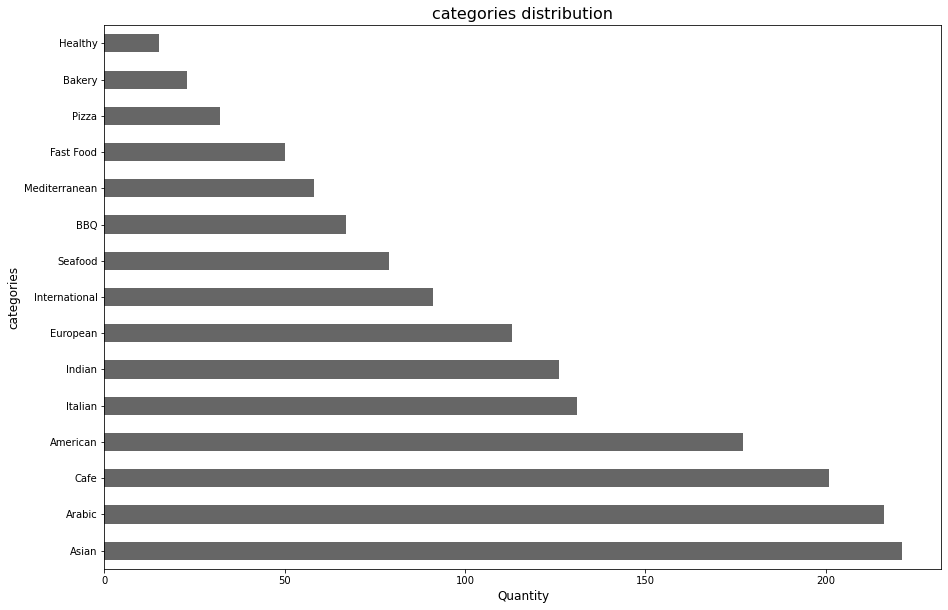 categories distribution
Healthy
Bakery
Pizza
Fast Food
Mediterranean
BBQ
Seafood
International
European
Indian
Italian
American
Cafe
Arabic
Asian
categories
0 50 100 150 200
Quantity